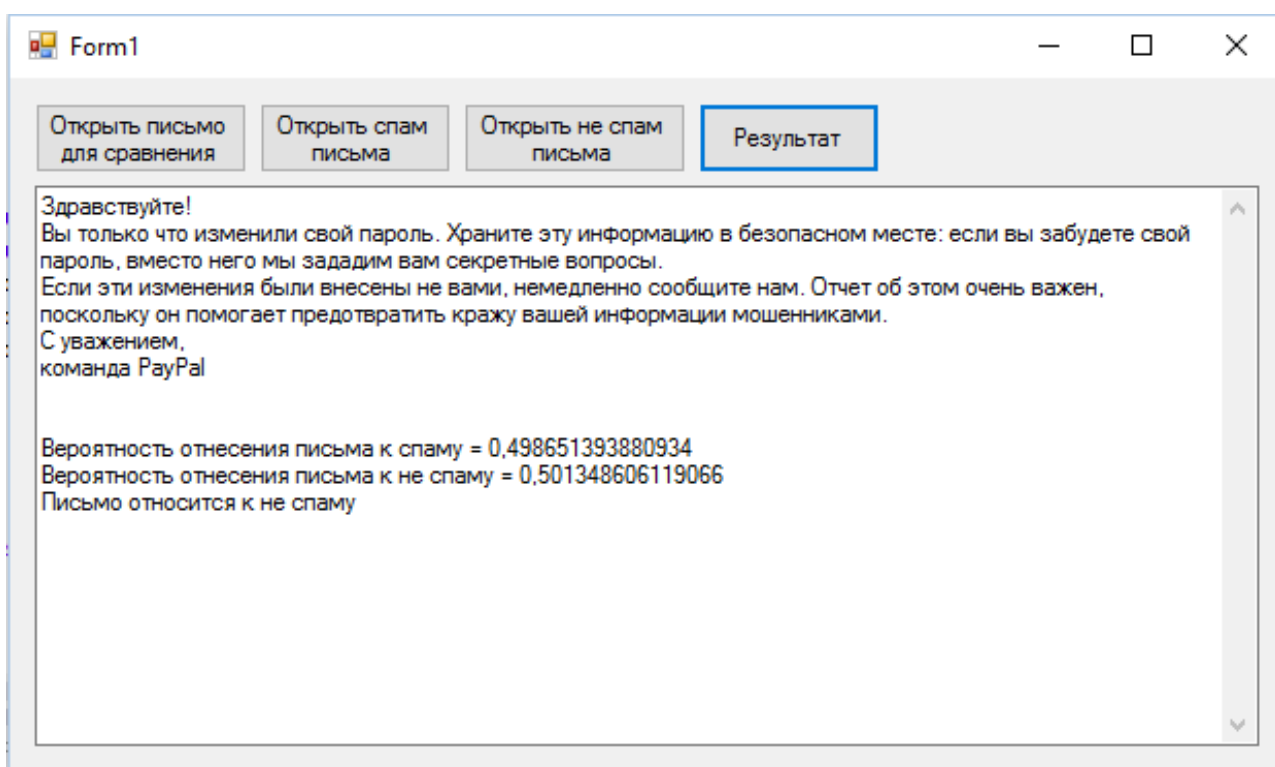 Form1
Открыть письмо
для сравнения
Открыть спам
письма
Открыть не спам
письма
Результат
Здравствуйте!
Вы только что изменили свой пароль. Храните эту информацию в безопасном месте: если вы забудете свой
пароль, вместо него мы зададим вам секретные вопросы.
Если эти изменения были внесены не вами, немедленно сообщите нам. Отчет об этом очень важен,
поскольку он помогает предотвратить кражу вашей информации мошенниками.
С уважением,
команда PayPal
Вероятность отнесения письма к спаму = 0,498651393880934
Вероятность отнесения письма к не спаму = 0,501348606119066
Письмо относится к не спаму